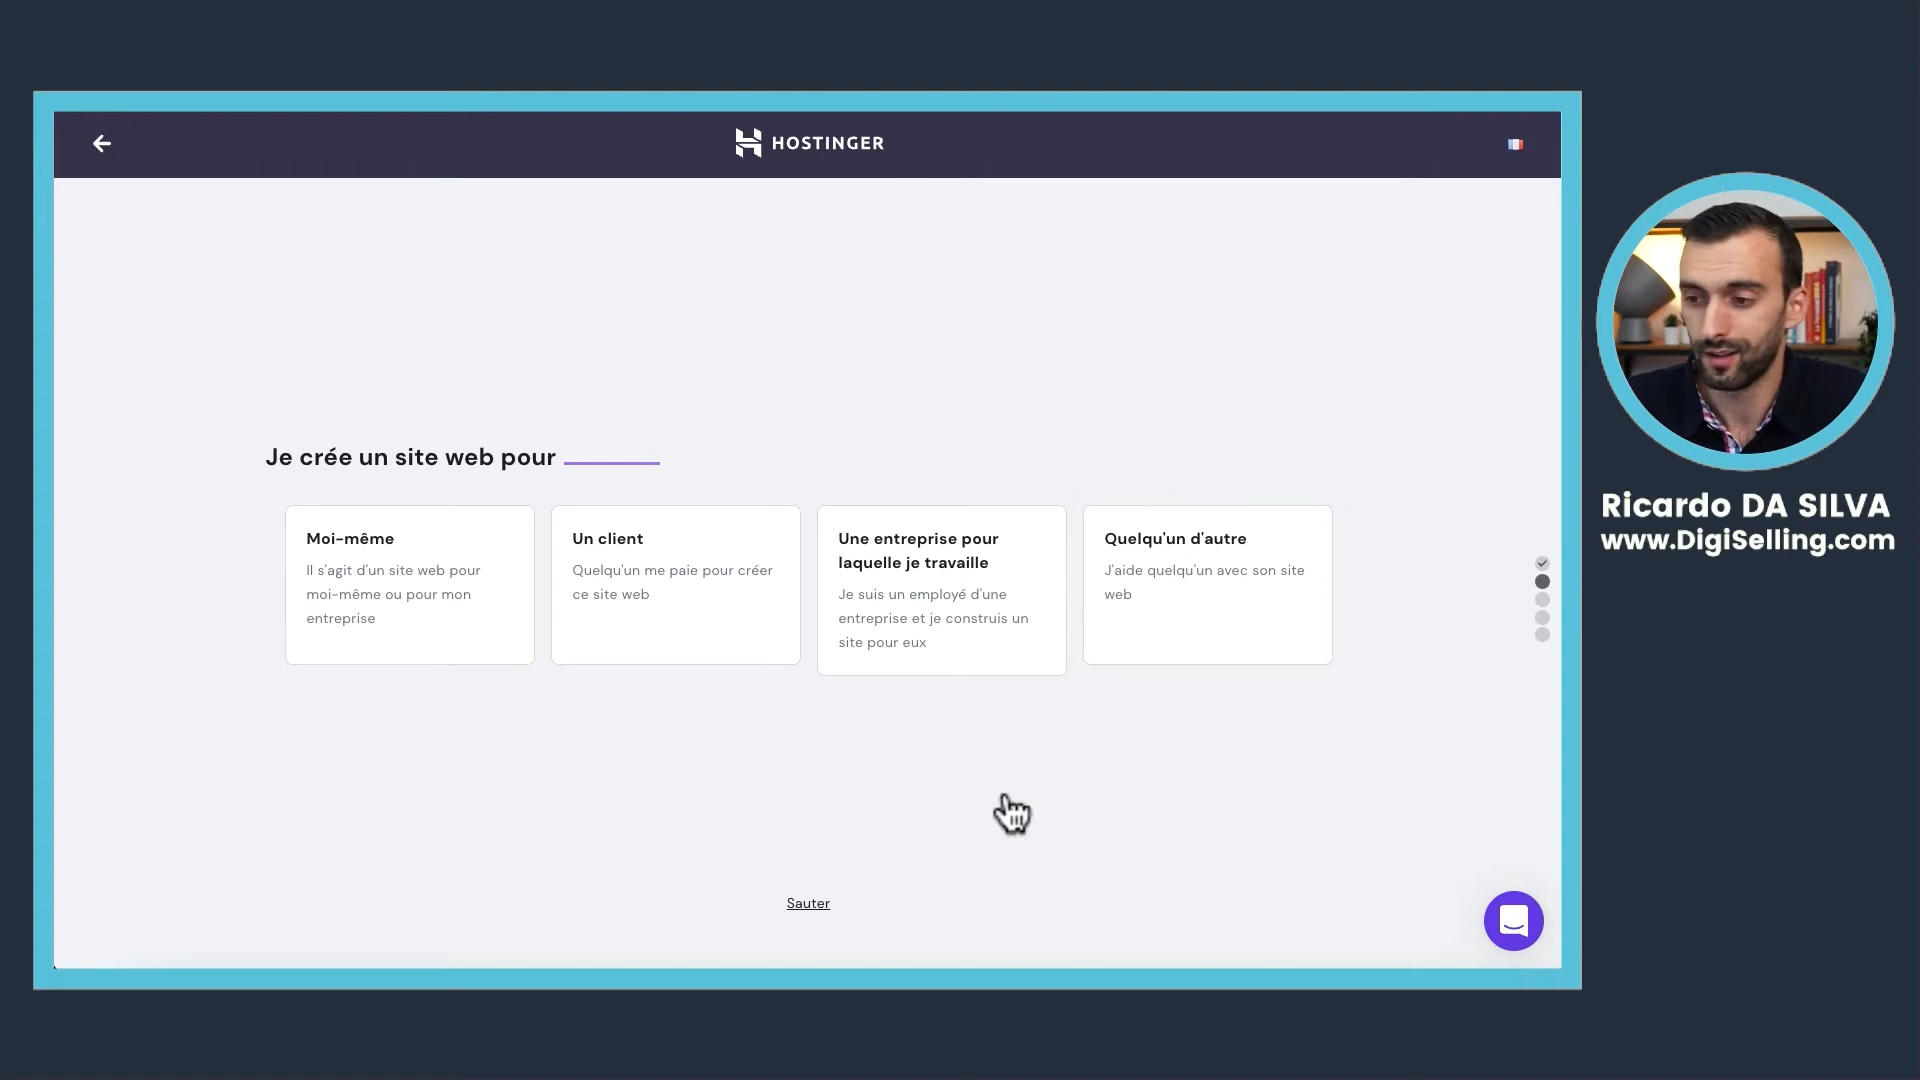 HOSTINGER
Je crée un site web pour
Moi-même
Il s'agit d'un site web pour
moi-même ou pour mon
entreprise
Un client
Quelqu'un me paie pour créer
ce site web
Une entreprise pour
laquelle je travaille
Je suis un employé d'une
entreprise et je construis un
site pour eux
Quelqu'un d'autre
J'aide quelqu'un avec son site
web
Sauter
Ricardo DA SILVA
www.DigiSelling.com